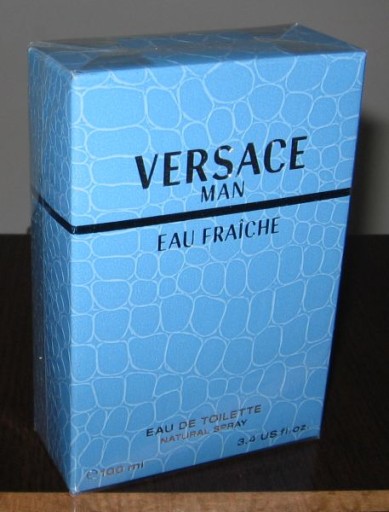 VERSACE
MAN
EAU FRAÎCHE
EAU DE TOILETTE
NATURAL SPRAY
℮100 ml
3.4 US fl.oz